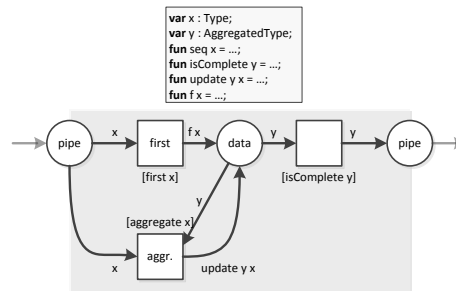 var x : Type;
var y : AggregatedType;
fun seq x = ...;
fun isComplete y = ...;
fun update y x = ...;
fun f x = ...;
pipe
x
first
f x
data
y
y
pipe
[first x]
[isComplete y]
y
[aggregate x]
aggr.
x
update y x